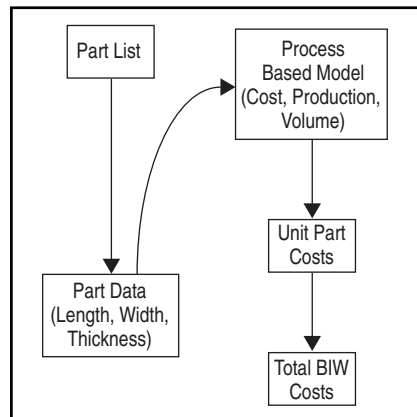 Part List
Process
Based Model
(Cost, Production,
Volume)
Unit Part
Costs
Part Data
(Length, Width,
Thickness)
Total BIW
Costs